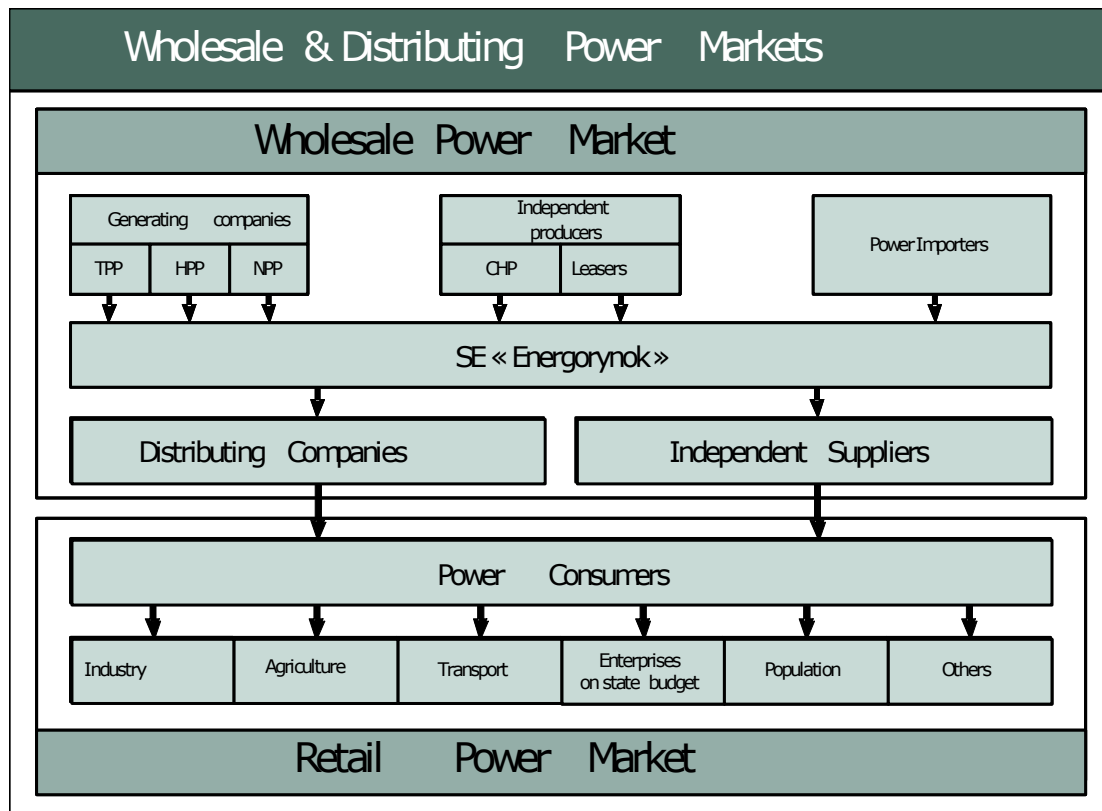 Wholesale & Distributing Power Markets
Wholesale Power Market
Generating companies
TPP HPP NPP
Independent
producers
CHP Leasers
Power Importers
SE « Energorynok »
Distributing Companies
Independent Suppliers
Power Consumers
Industry
Agriculture
Transport
Enterprises
on state budget
Population
Others
Retail Power Market